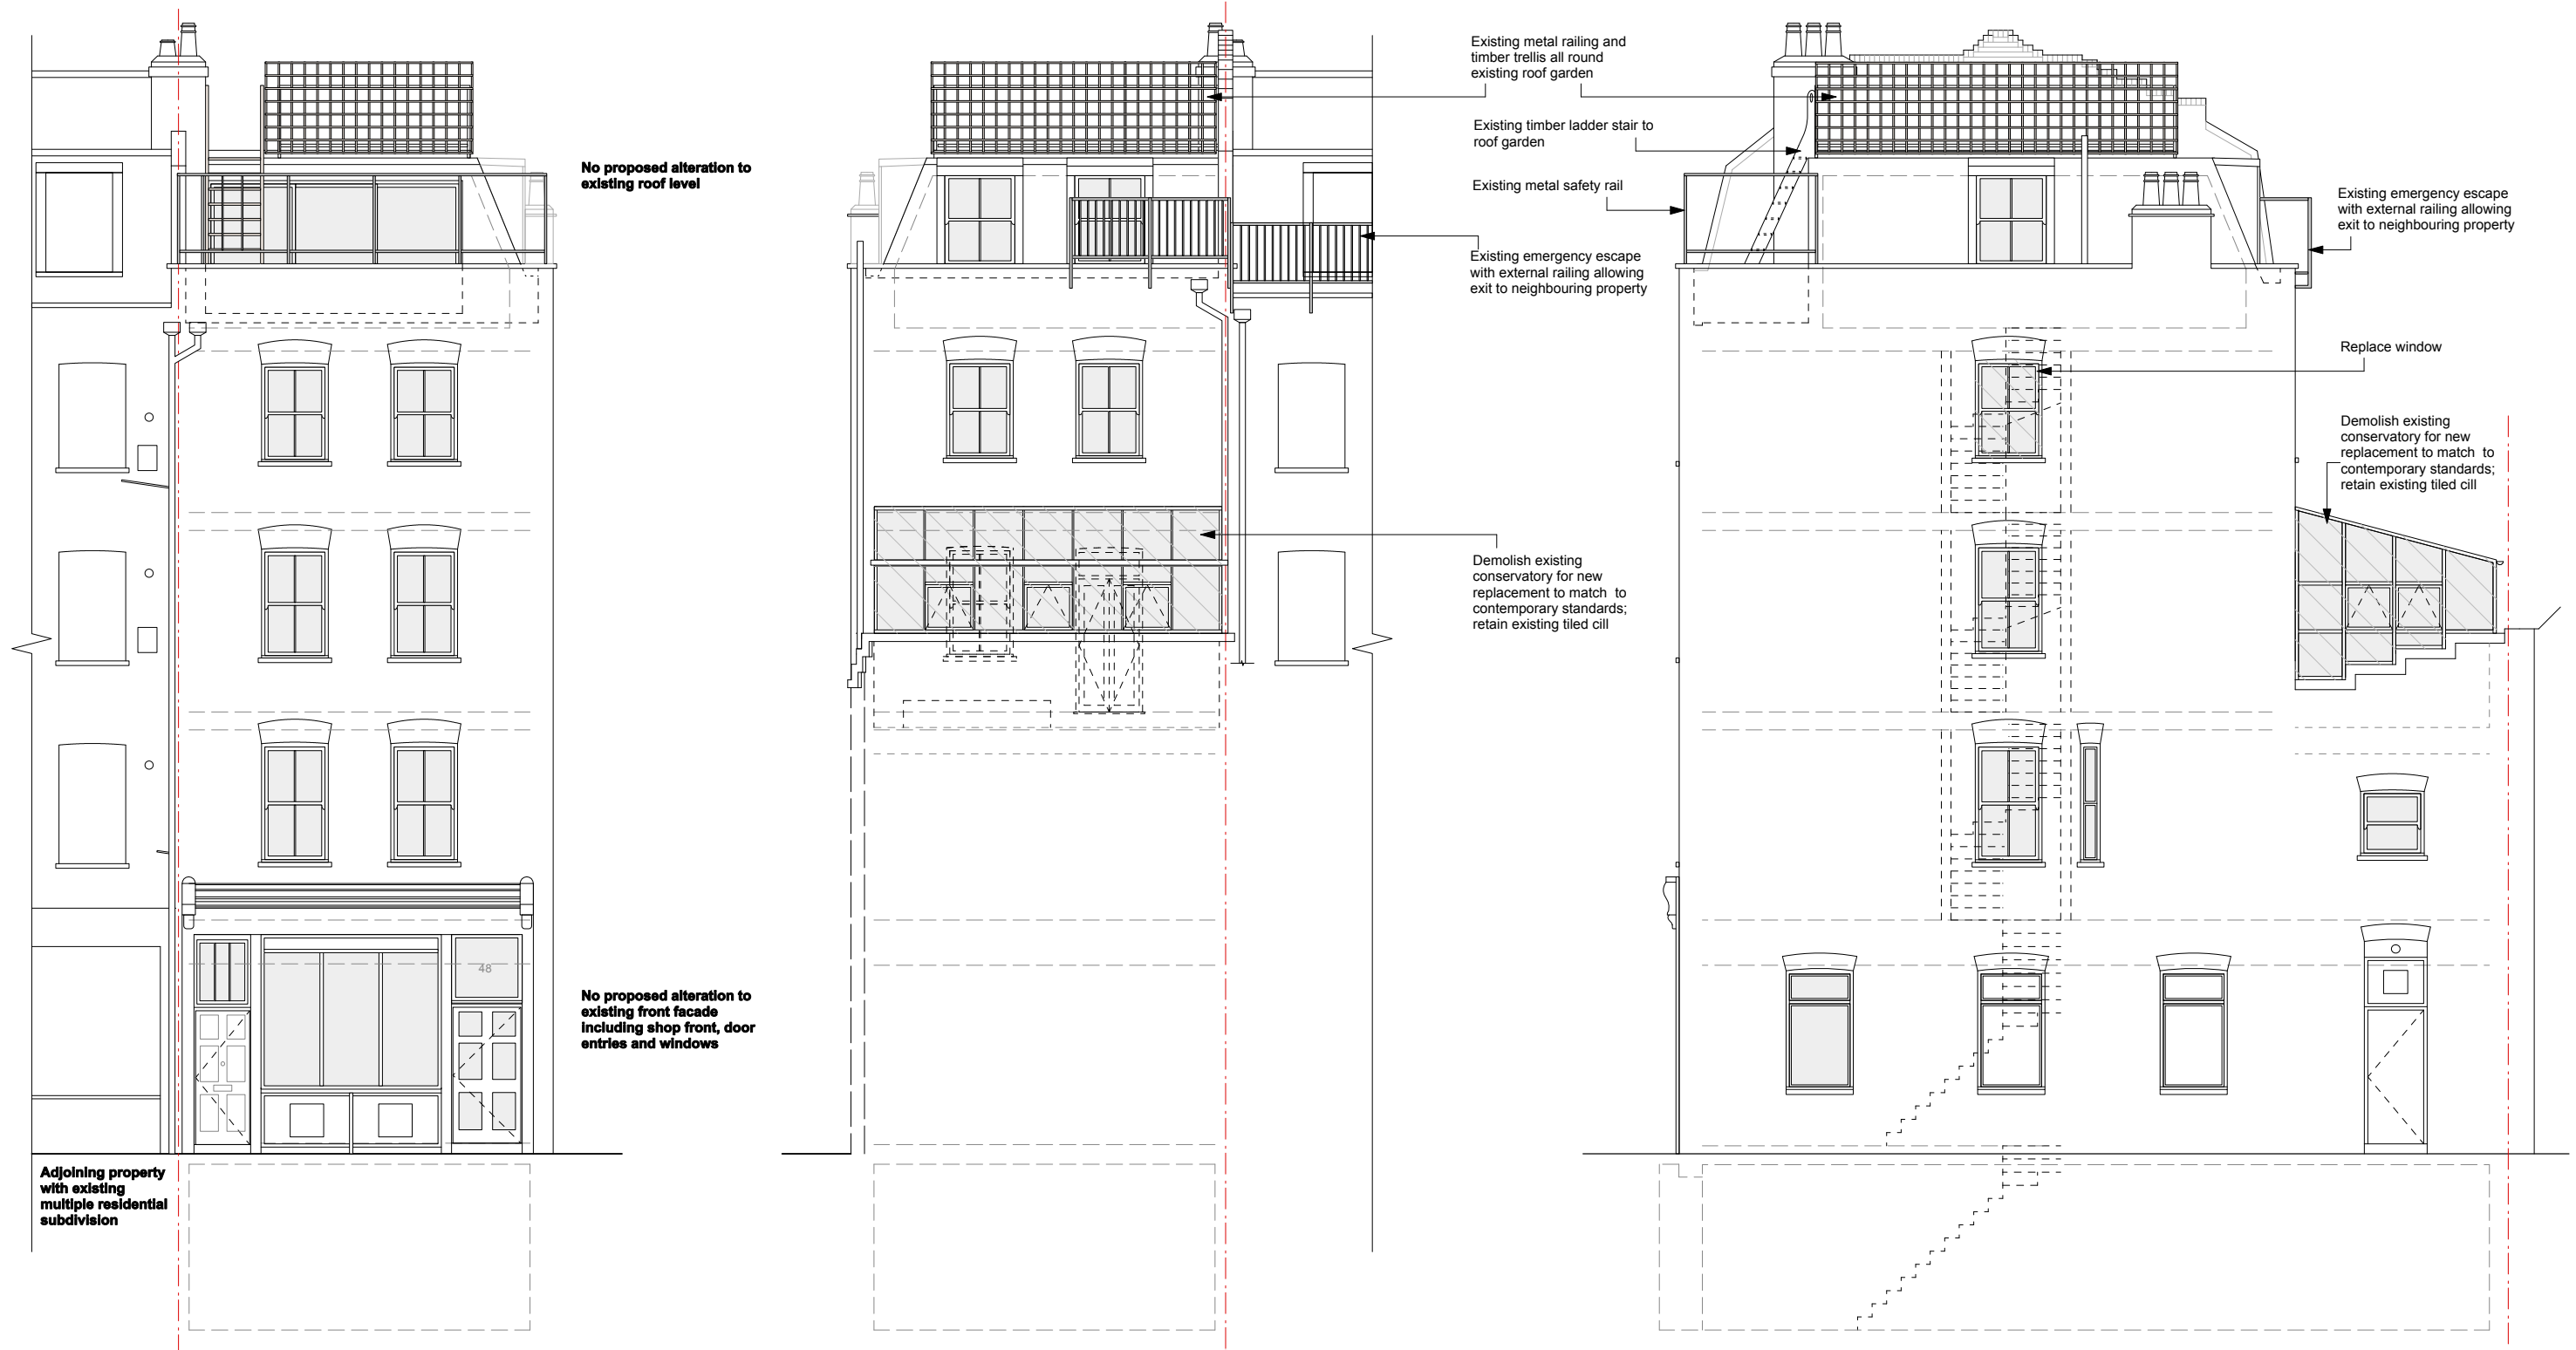 No proposed alteration to
existing roof level
48
No proposed alteration to
existing front facade
including shop front, door
entries and windows
Adjoining property
with existing
multiple residential
subdivision
Existing metal railing and
timber trellis all round
existing roof garden
Existing timber ladder stair to
roof garden
Existing metal safety rail
Existing emergency escape
with external railing allowing
exit to neighbouring property
Demolish existing
conservatory for new
replacement to match to
contemporary standards;
retain existing tiled cill
Existing emergency escape
with external railing allowing
exit to neighbouring property
Replace window
Demolish existing
conservatory for new
replacement to match to
contemporary standards;
retain existing tiled cill